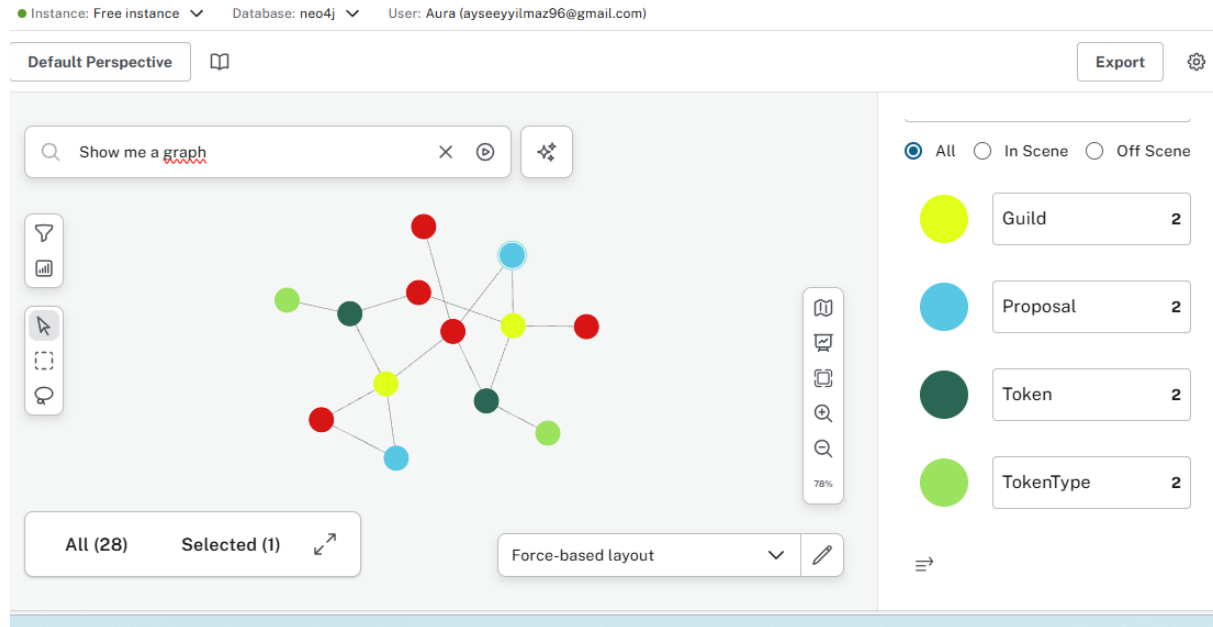 Instance: Free instance Database: neo4j User: Aura (ayseeyyilmaz96@gmail.com)
Default Perspective Export
Show me a graph
All In Scene Off Scene
Guild 2
Proposal 2
Token 2
TokenType 2
78%
All (28) Selected (1)
Force-based layout